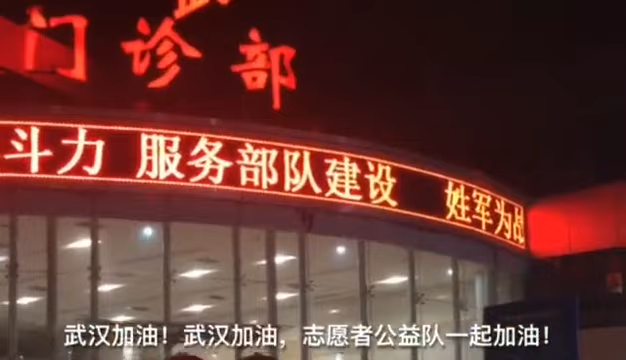 门诊部
斗力 服务部队建设 姓军为战
武汉加油！武汉加油，志愿者公益队一起加油！